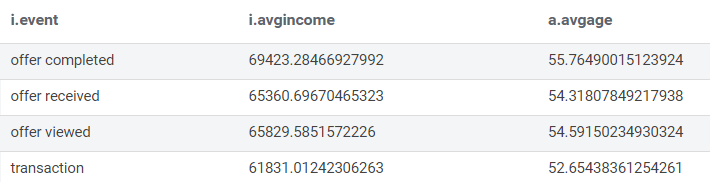 i.event i.avgincome a.avgage
offer completed 69423.28466927992 55.76490015123924
offer received 65360.69670465323 54.31807849217938
offer viewed 65829.5851572226 54.59150234930324
transaction 61831.01242306263 52.65438361254261